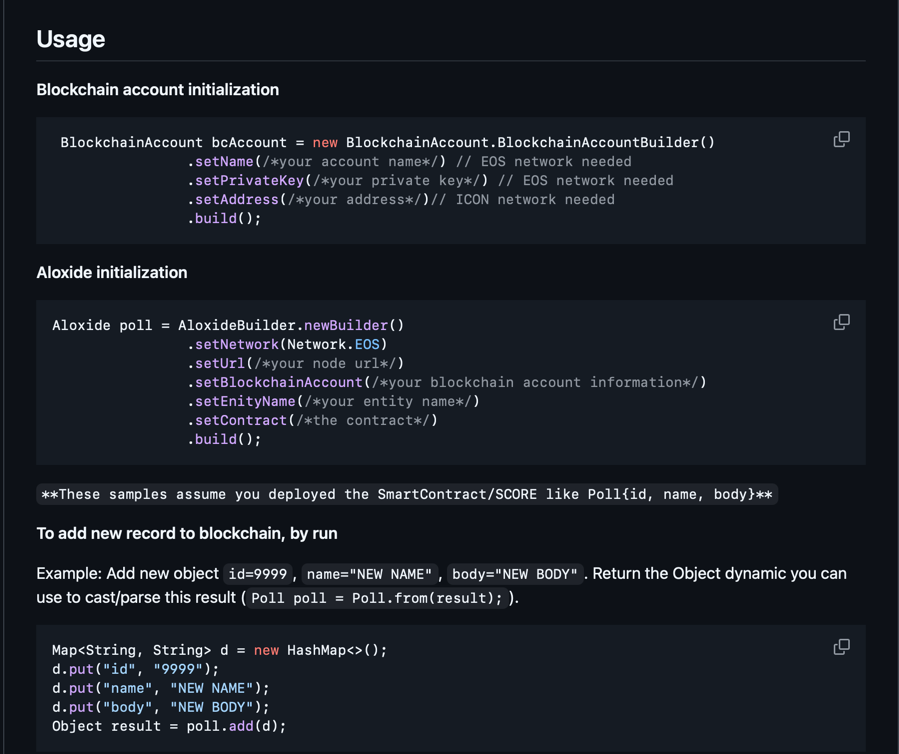 Usage
Blockchain account initialization
BlockchainAccount bcAccount = new BlockchainAccount.BlockchainAccountBuilder()
.setName(/*your account name*/) // EOS network needed
.setPrivateKey(/*your private key*/) // EOS network needed
.setAddress(/*your address*/)// ICON network needed
.build();
Aloxide initialization
Aloxide poll = AloxideBuilder.newBuilder()
.setNetwork(Network.EOS)
.setUrl(/*your node url*/)
.setBlockchainAccount(/*your blockchain account information*/)
.setEnityName(/*your entity name*/)
.setContract(/*the contract*/)
.build();
**These samples assume you deployed the SmartContract/SCORE like Poll{id, name, body}**
To add new record to blockchain, by run
Example: Add new object id=9999, name="NEW NAME", body="NEW BODY". Return the Object dynamic you can
use to cast/parse this result (Poll poll = Poll.from(result);).
Map<String, String> d = new HashMap<>();
d.put("id", "9999");
d.put("name", "NEW NAME");
d.put("body", "NEW BODY");
Object result = poll.add(d);